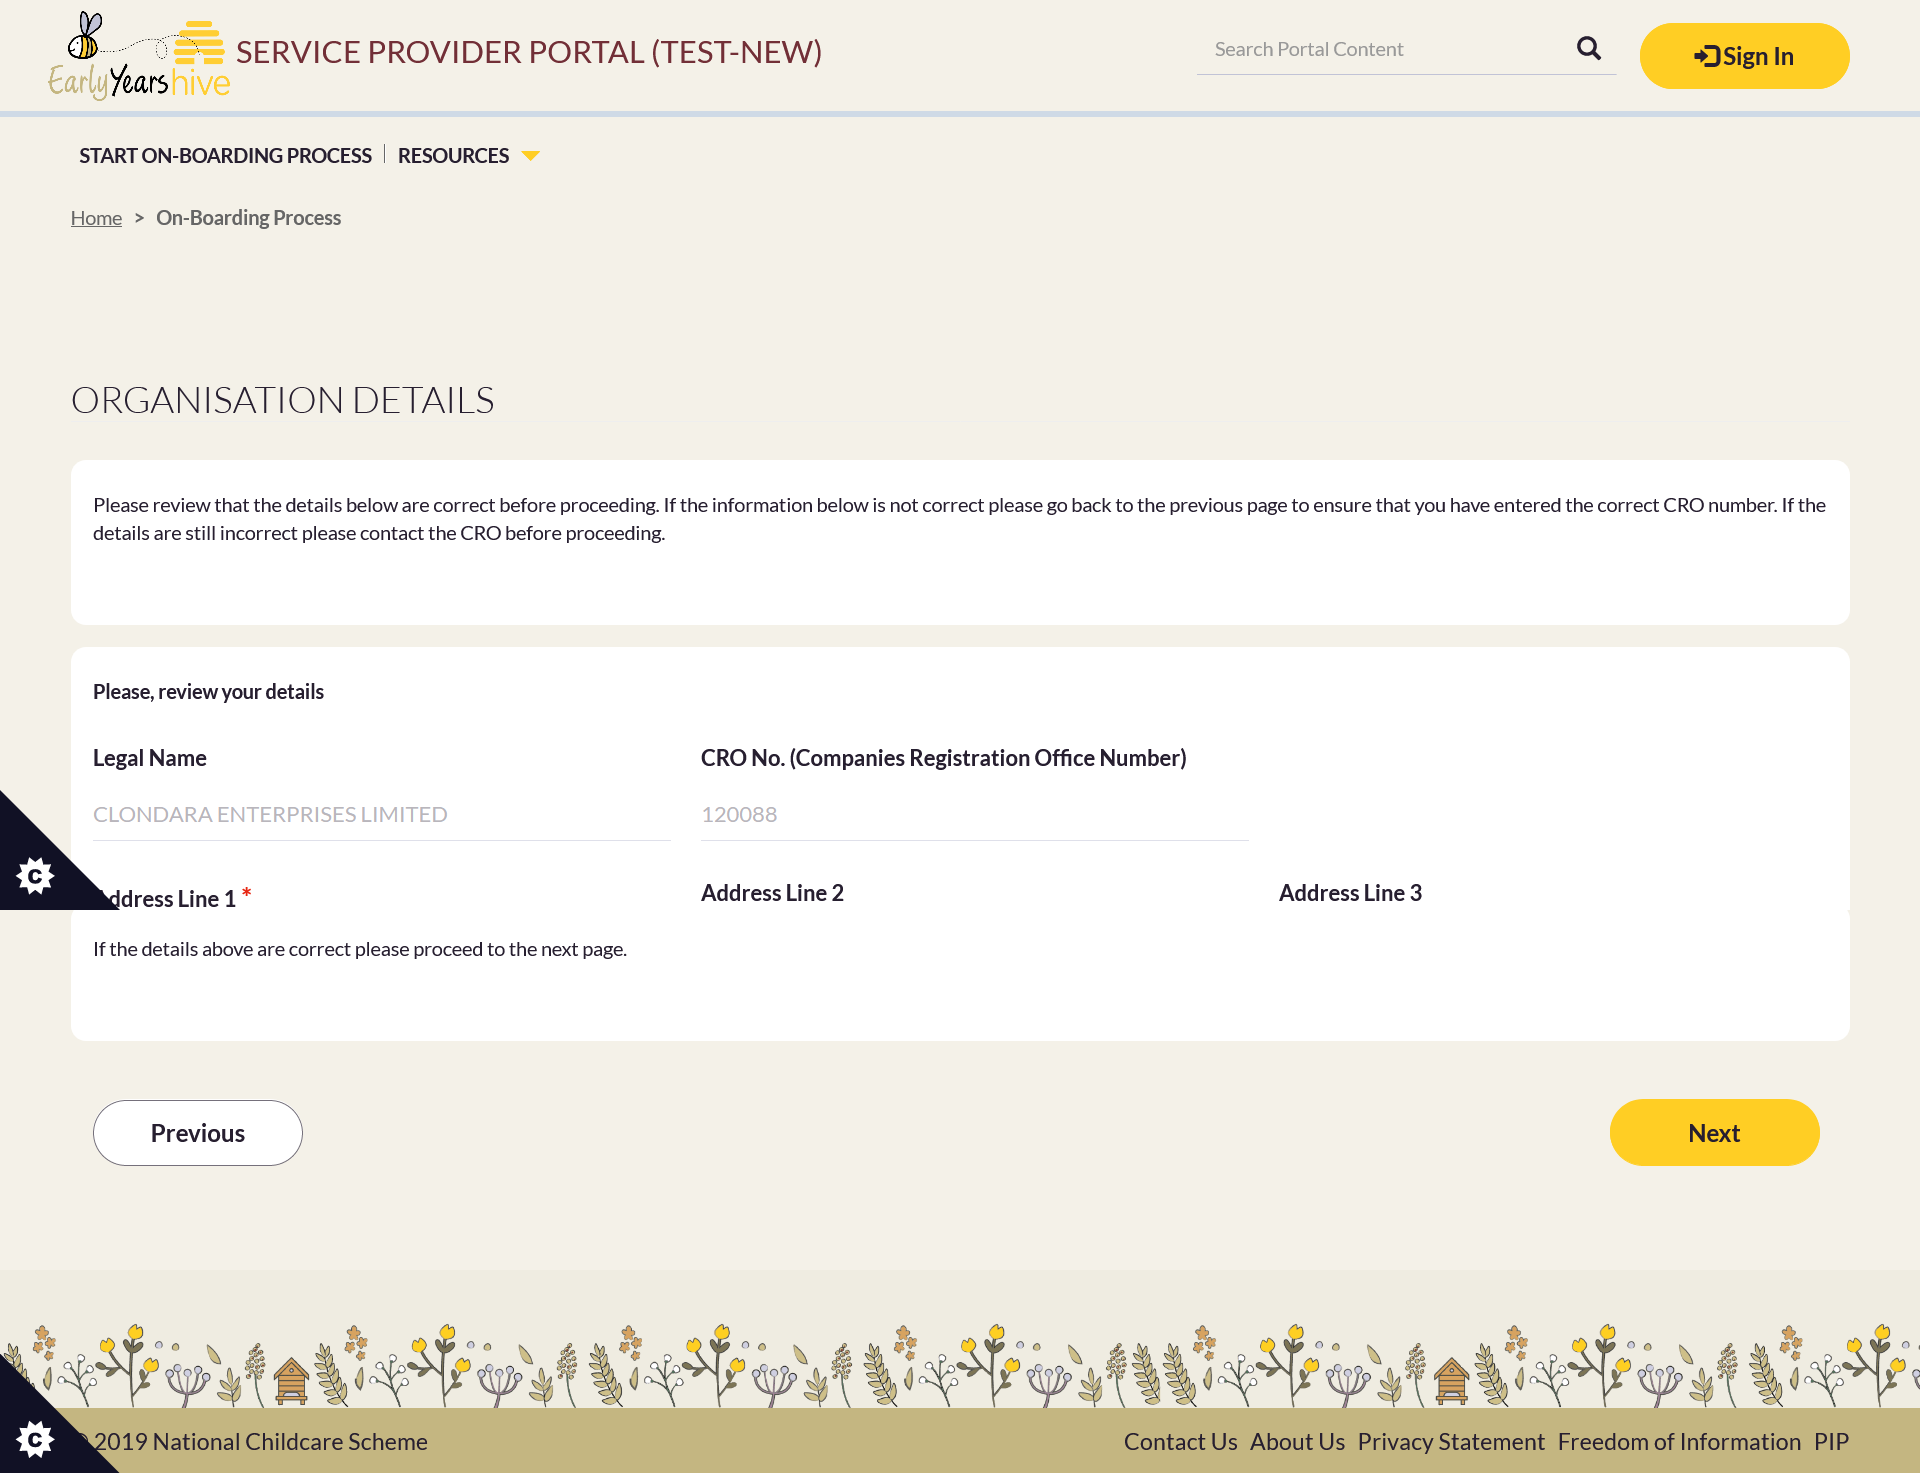 Early Years hive
SERVICE PROVIDER PORTAL (TEST-NEW)
Search Portal Content
Sign In
START ON-BOARDING PROCESS
RESOURCES
Home > On-Boarding Process
ORGANISATION DETAILS
Please review that the details below are correct before proceeding. If the information below is not correct please go back to the previous page to ensure that you have entered the correct CRO number. If the
details are still incorrect please contact the CRO before proceeding.
Please, review your details
Legal Name
CRO No. (Companies Registration Office Number)
CLONDARA ENTERPRISES LIMITED
120088
ddress Line 1 *
Address Line 2
Address Line 3
If the details above are correct please proceed to the next page.
Previous
Next
2019 National Childcare Scheme
Contact Us About Us Privacy Statement Freedom of Information PIP